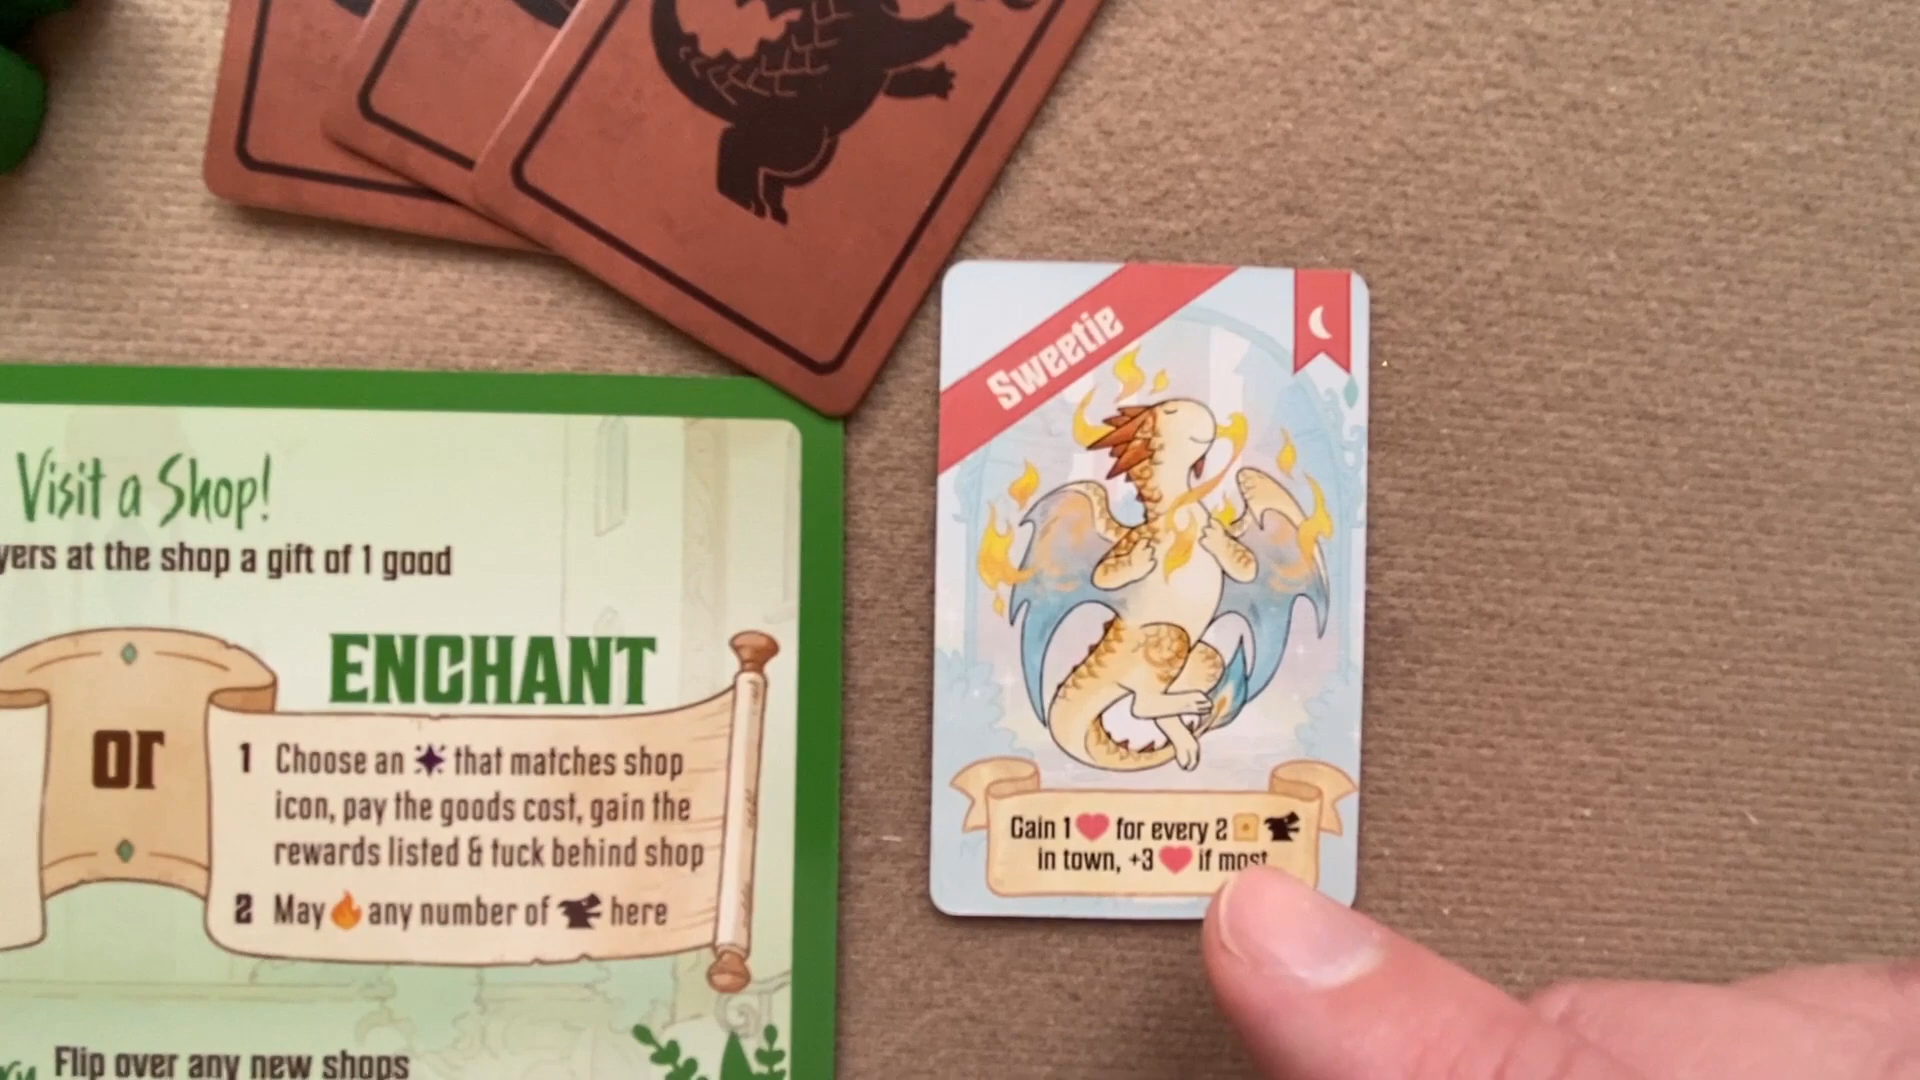 Visit a Shop!
at the shop a gift of 1 good
or
ENCHANT
1 Choose an that matches shop
icon, pay the goods cost, gain the
rewards listed & tuck behind shop
2 May any number of here
Flip over any new shops
Sweetie
Gain 1 for every 2
in town, +3 if most